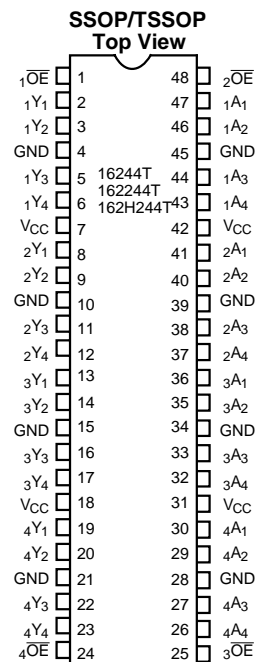 SSOP/TSSOP
Top View
1OE 1 48 2OE
1Y1 2 47 1A1
1Y2 3 46 1A2
GND 4 45 GND
1Y3 5 16244T 44 1A3
1Y4 6 162244T 43 1A4
162H244T
VCC 7 42 VCC
2Y1 8 41 2A1
2Y2 9 40 2A2
GND 10 39 GND
2Y3 11 38 2A3
2Y4 12 37 2A4
3Y1 13 36 3A1
3Y2 14 35 3A2
GND 15 34 GND
3Y3 16 33 3A3
3Y4 17 32 3A4
VCC 18 31 VCC
4Y1 19 30 4A1
4Y2 20 29 4A2
GND 21 28 GND
4Y3 22 27 4A3
4Y4 23 26 4A4
4OE 24 25 3OE